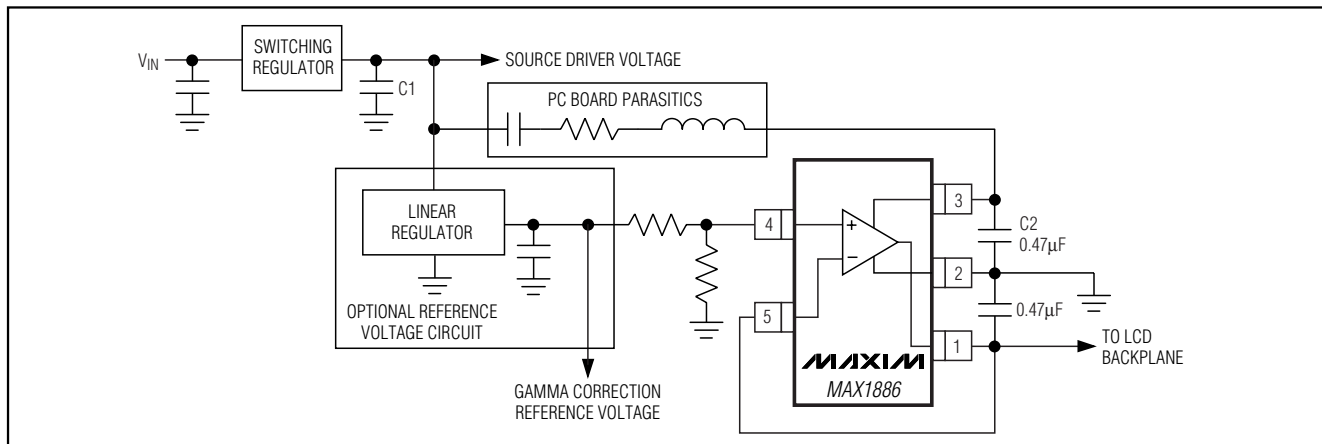 VIN
SWITCHING
REGULATOR
C1
SOURCE DRIVER VOLTAGE
PC BOARD PARASITICS
LINEAR
REGULATOR
OPTIONAL REFERENCE
VOLTAGE CIRCUIT
GAMMA CORRECTION
REFERENCE VOLTAGE
4
5
+
−
3
2
1
MAXIM
MAX1886
C2
0.47µF
0.47µF
TO LCD
BACKPLANE